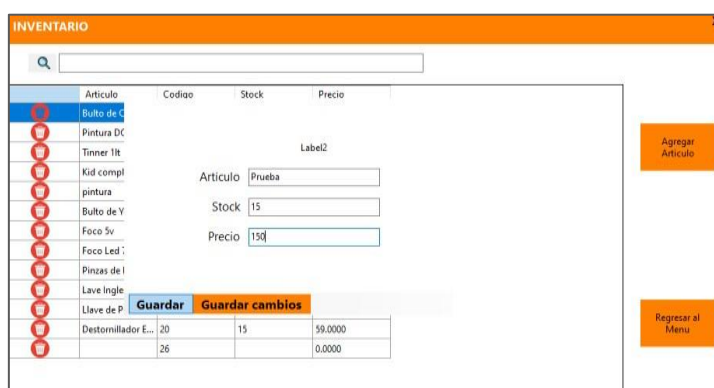 INVENTARIO
Articulo Codigo Stock Precio
Bulto de C
Pintura DC
Tinner 1lt
Kid compl
pintura
Bulto de Y
Foco 5v
Foco Led 7
Pinzas de
Lave Ingle
Llave de P
Destornillador E... 20 15 59.0000
26 0.0000
Label2
Articulo Prueba
Stock 15
Precio 150
Guardar Guardar cambios
Agregar
Articulo
Regresar al
Menu